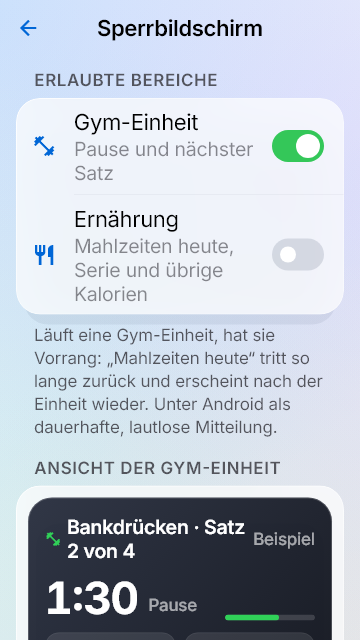 Sperrbildschirm
ERLAUBTE BEREICHE
Gym-Einheit
Pause und nächster
Satz
Ernährung
Mahlzeiten heute,
Serie und übrige
Kalorien
Läuft eine Gym-Einheit, hat sie
Vorrang: „Mahlzeiten heute“ tritt so
lange zurück und erscheint nach der
Einheit wieder. Unter Android als
dauerhafte, lautlose Mitteilung.
ANSICHT DER GYM-EINHEIT
Bankdrücken · Satz
2 von 4
Beispiel
1:30 Pause